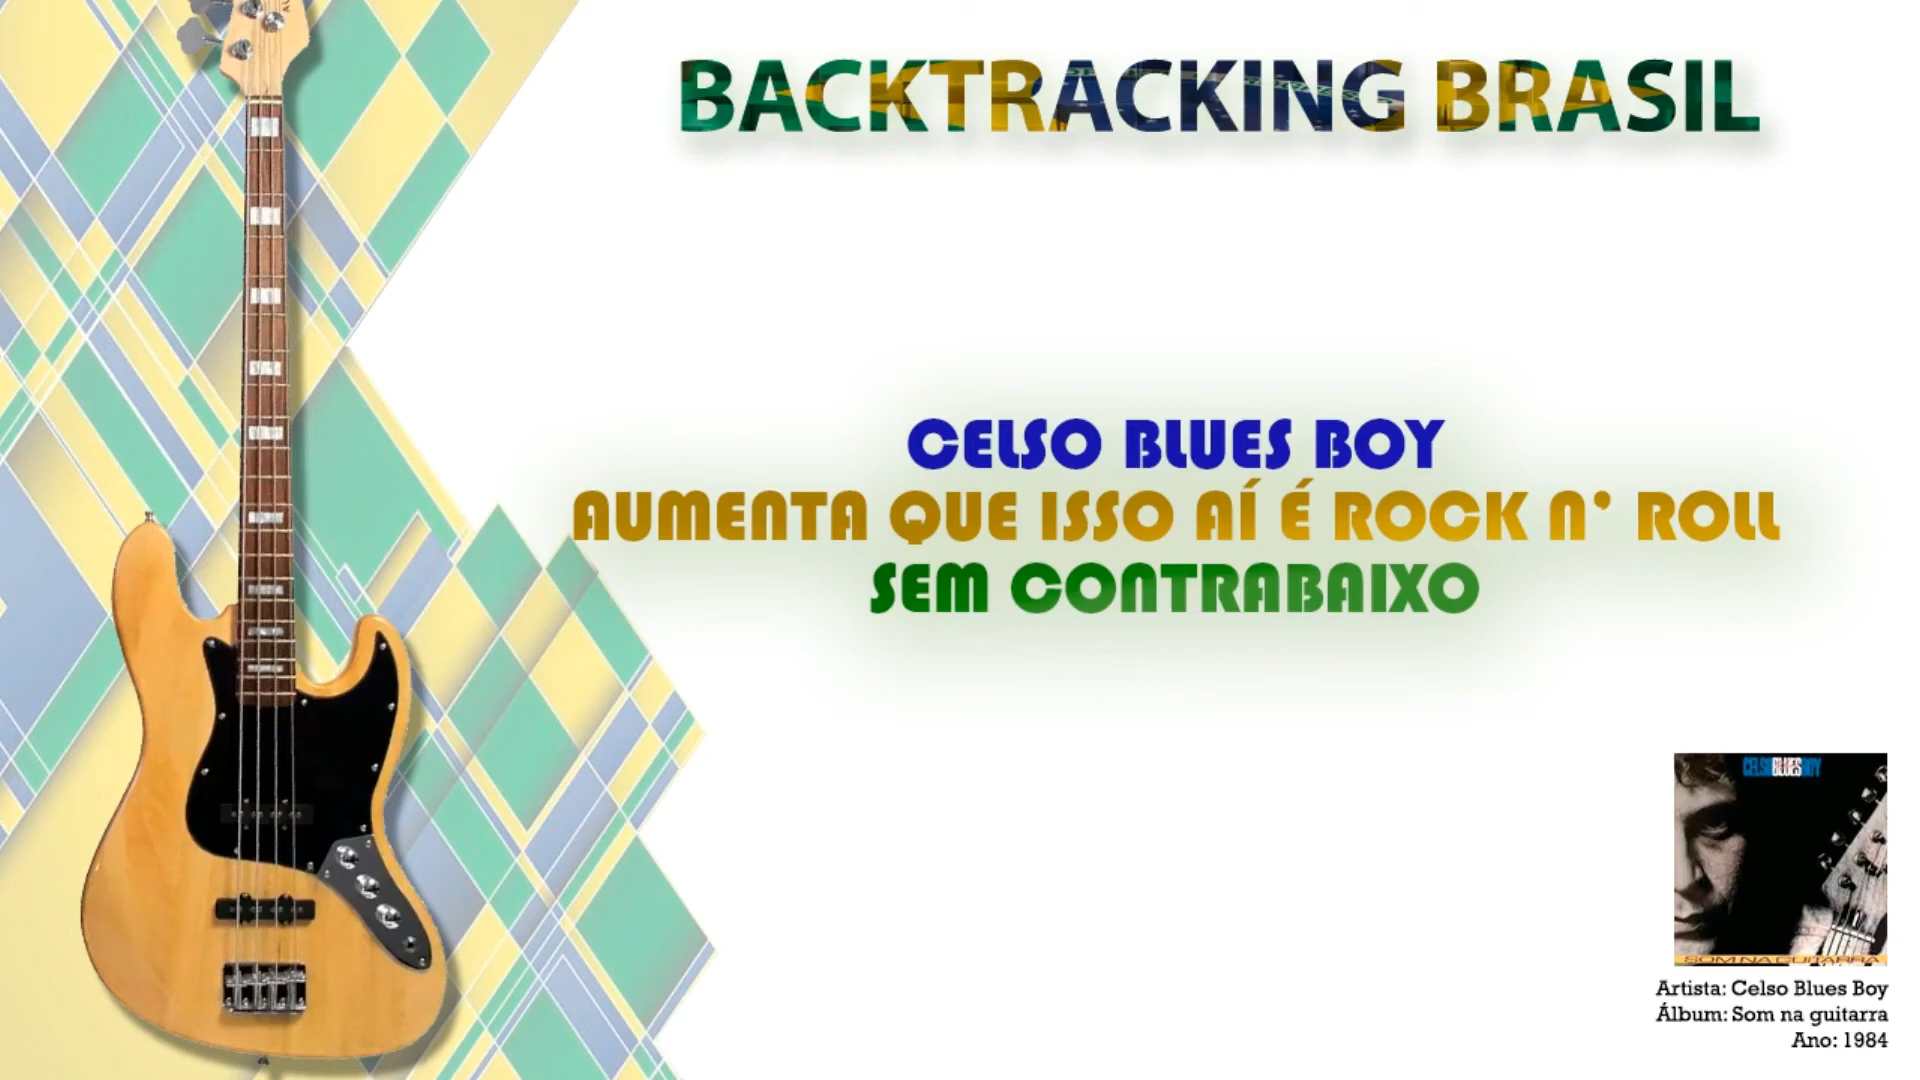 BACKTRACKING BRASIL
CELSO BLUES BOY
AUMENTA QUE ISSO AÍ É ROCK N' ROLL
SEM CONTRABAIXO
CELSO BLUES BOY
SOM NA GUITARRA
Artista: Celso Blues Boy
Álbum: Som na guitarra
Ano: 1984